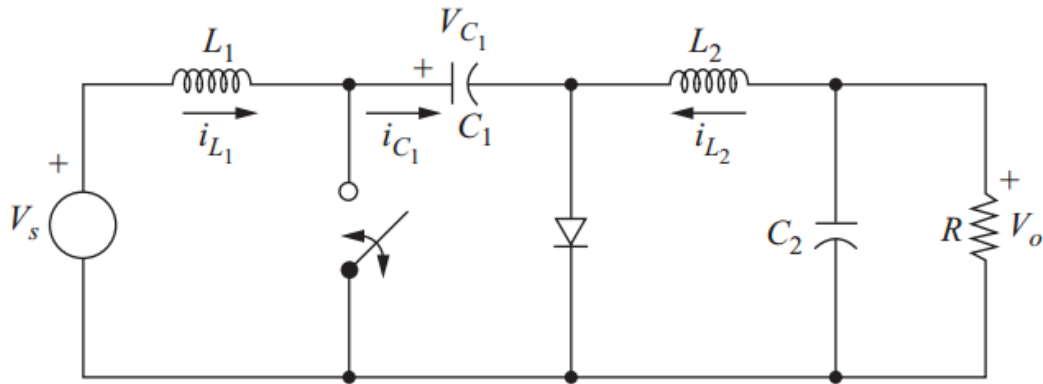 V_{C_1}
L_1
+
L_2
i_{L_1}
i_{C_1}
C_1
i_{L_2}
+
V_s
C_2
R
+
V_o